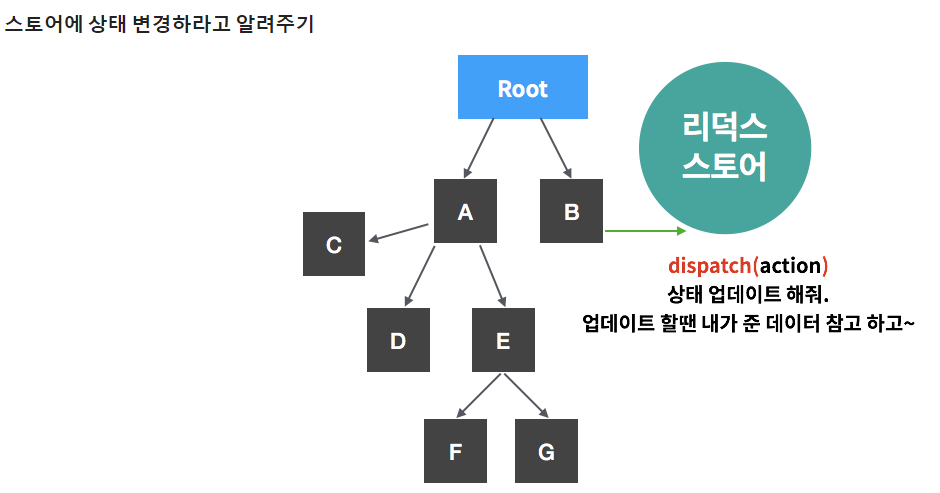 스토어에 상태 변경하라고 알려주기
Root
리덕스
스토어
A
B
C
dispatch(action)
상태 업데이트 해줘.
업데이트 할땐 내가 준 데이터 참고 하고~
D
E
F
G